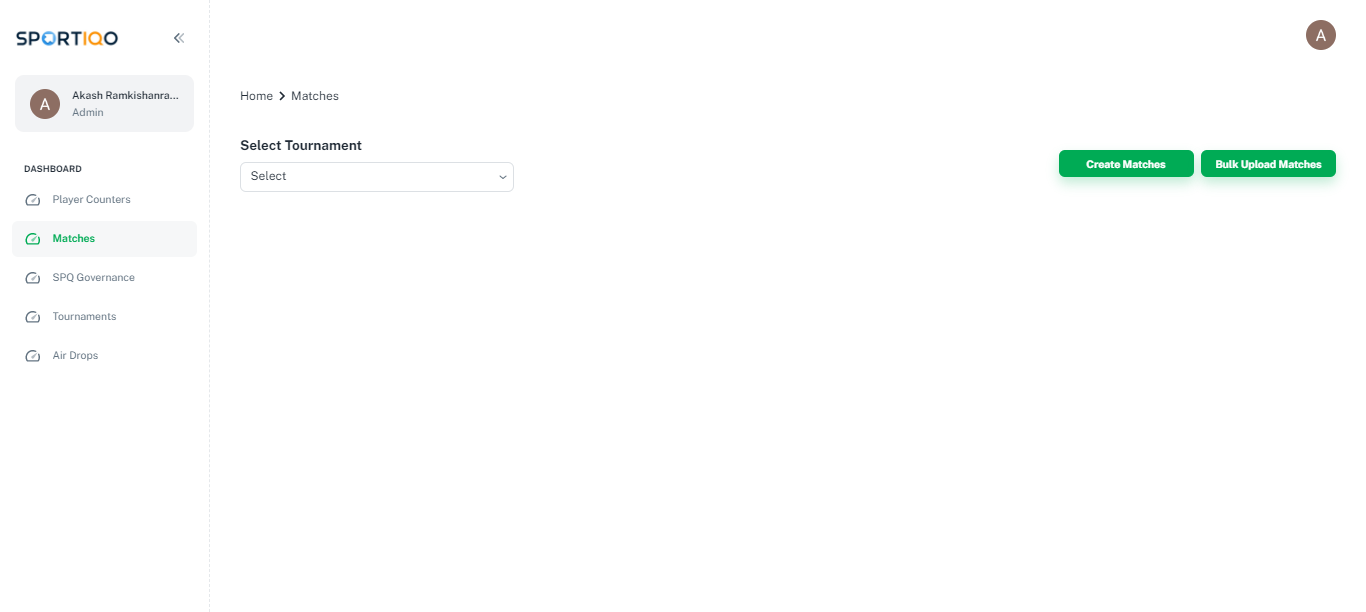 SPORTIQO
A
A
Akash Ramkishanra...
Admin
Home
Matches
DASHBOARD
Player Counters
Matches
SPQ Governance
Tournaments
Air Drops
Select Tournament
Select
Create Matches
Bulk Upload Matches